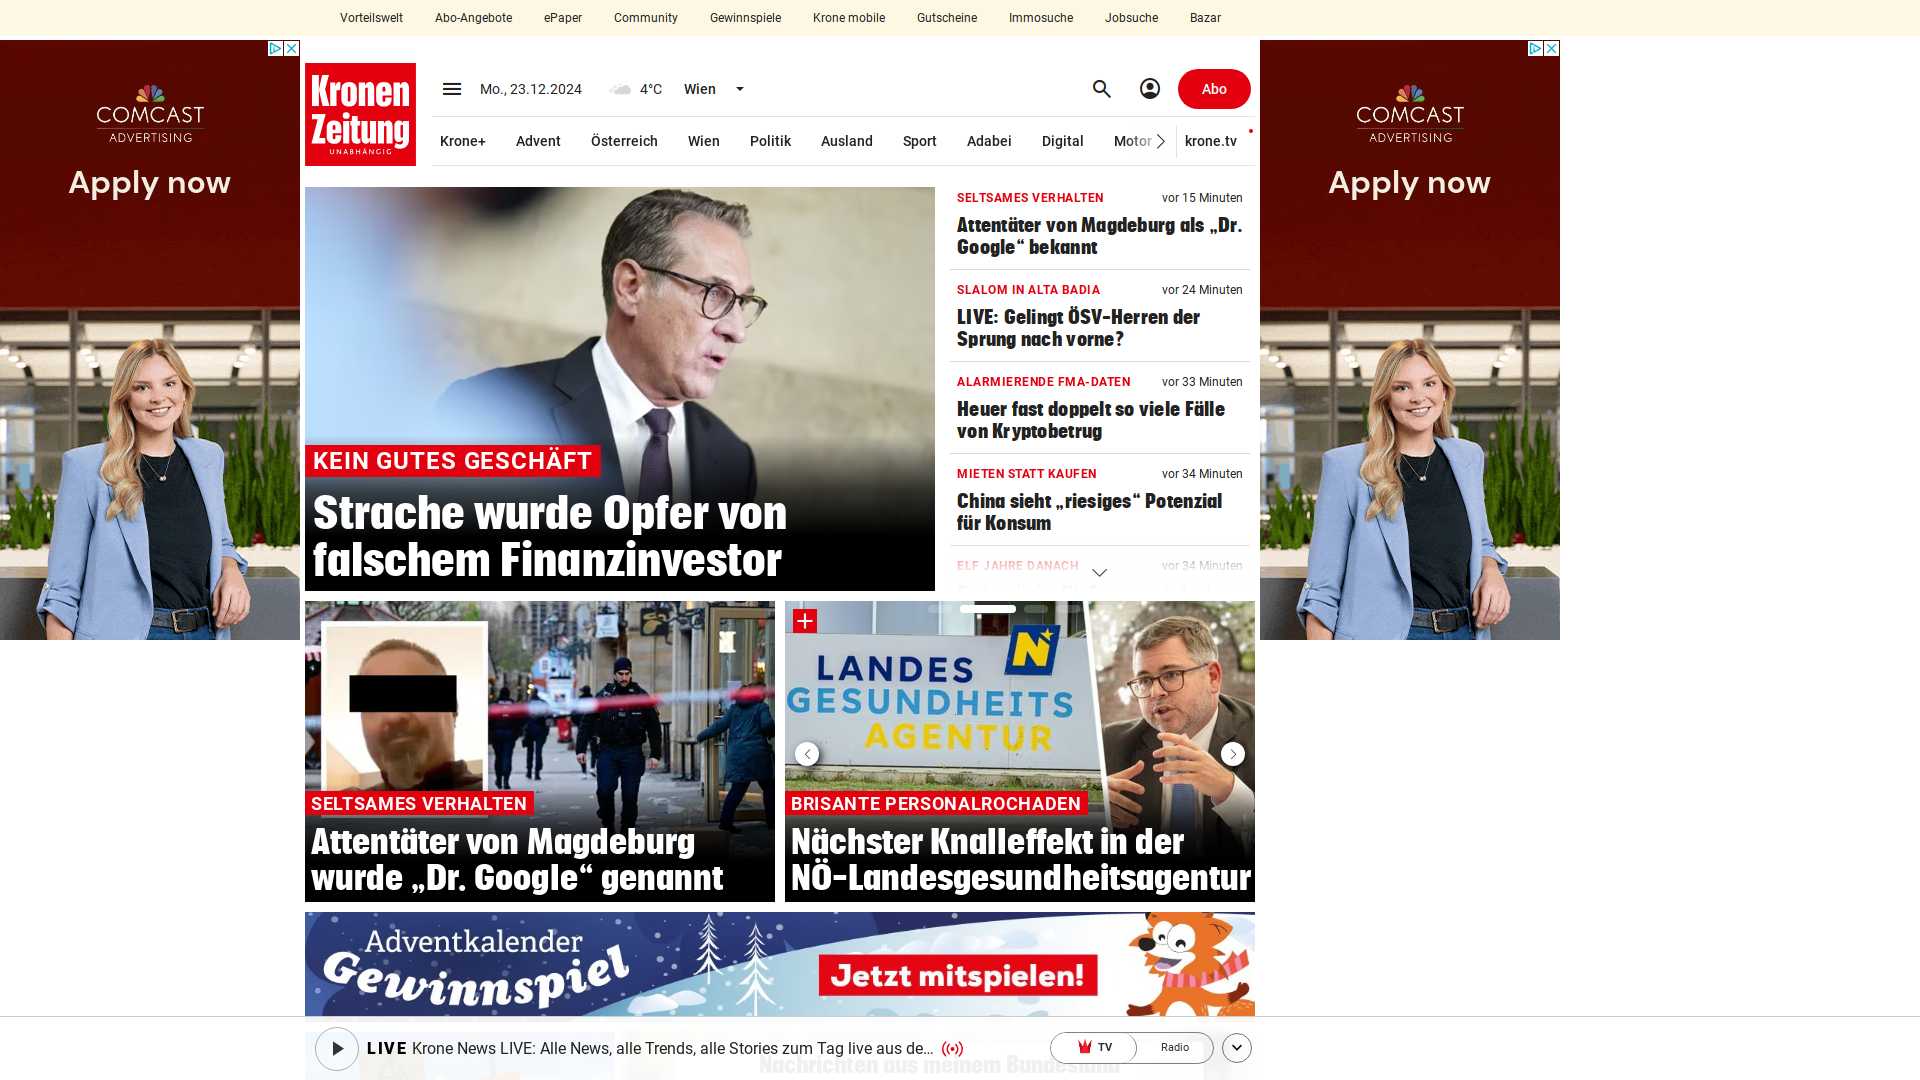 Vorteilswelt Abo-Angebote ePaper Community Gewinnspiele Krone mobile Gutscheine Immosuche Jobsuche Bazar
COMCAST
ADVERTISING
Apply now
Kronen
Zeitung
UNABHÄNGIG
Mo., 23.12.2024 4°C Wien
Abo
Krone+ Advent Österreich Wien Politik Ausland Sport Adabei Digital Motor krone.tv
KEIN GUTES GESCHÄFT
Strache wurde Opfer von
falschem Finanzinvestor
SELTSAMES VERHALTEN vor 15 Minuten
Attentäter von Magdeburg als „Dr.
Google“ bekannt
SLALOM IN ALTA BADIA vor 24 Minuten
LIVE: Gelingt ÖSV-Herren der
Sprung nach vorne?
ALARMIERENDE FMA-DATEN vor 33 Minuten
Heuer fast doppelt so viele Fälle
von Kryptobetrug
MIETEN STATT KAUFEN vor 34 Minuten
China sieht „riesiges“ Potenzial
für Konsum
ELF JAHRE DANACH vor 34 Minuten
COMCAST
ADVERTISING
Apply now
SELTSAMES VERHALTEN
Attentäter von Magdeburg
wurde „Dr. Google“ genannt
LANDES N
GESUNDHEITS
AGENTUR
BRISANTE PERSONALROCHADEN
Nächster Knalleffekt in der
NÖ-Landesgesundheitsagentur
Adventkalender
Gewinnspiel
Jetzt mitspielen!
LIVE Krone News LIVE: Alle News, alle Trends, alle Stories zum Tag live aus de...
TV Radio
Nachrichten aus meinem Bundesland